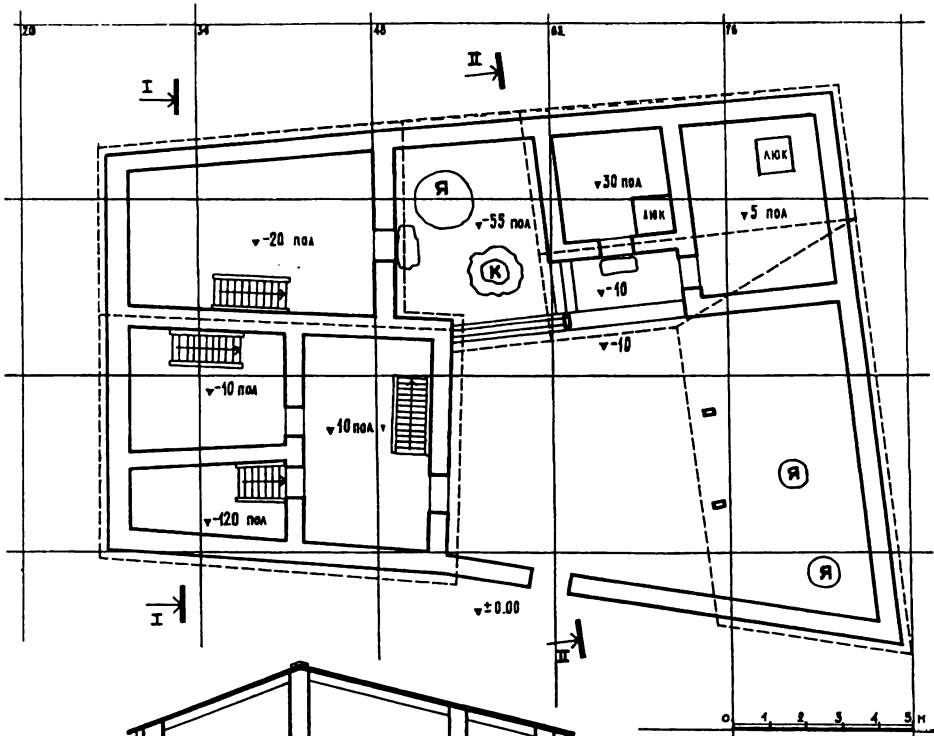 20 34 48 62 76
I
II
Я
-55 пол
30 пол
люк
люк
5 пол
-20 пол
К
-10
-10
-10 пол
10 пол
Я
-120 пол
Я
±0.00
I
II
0 1 2 3 4 5 м